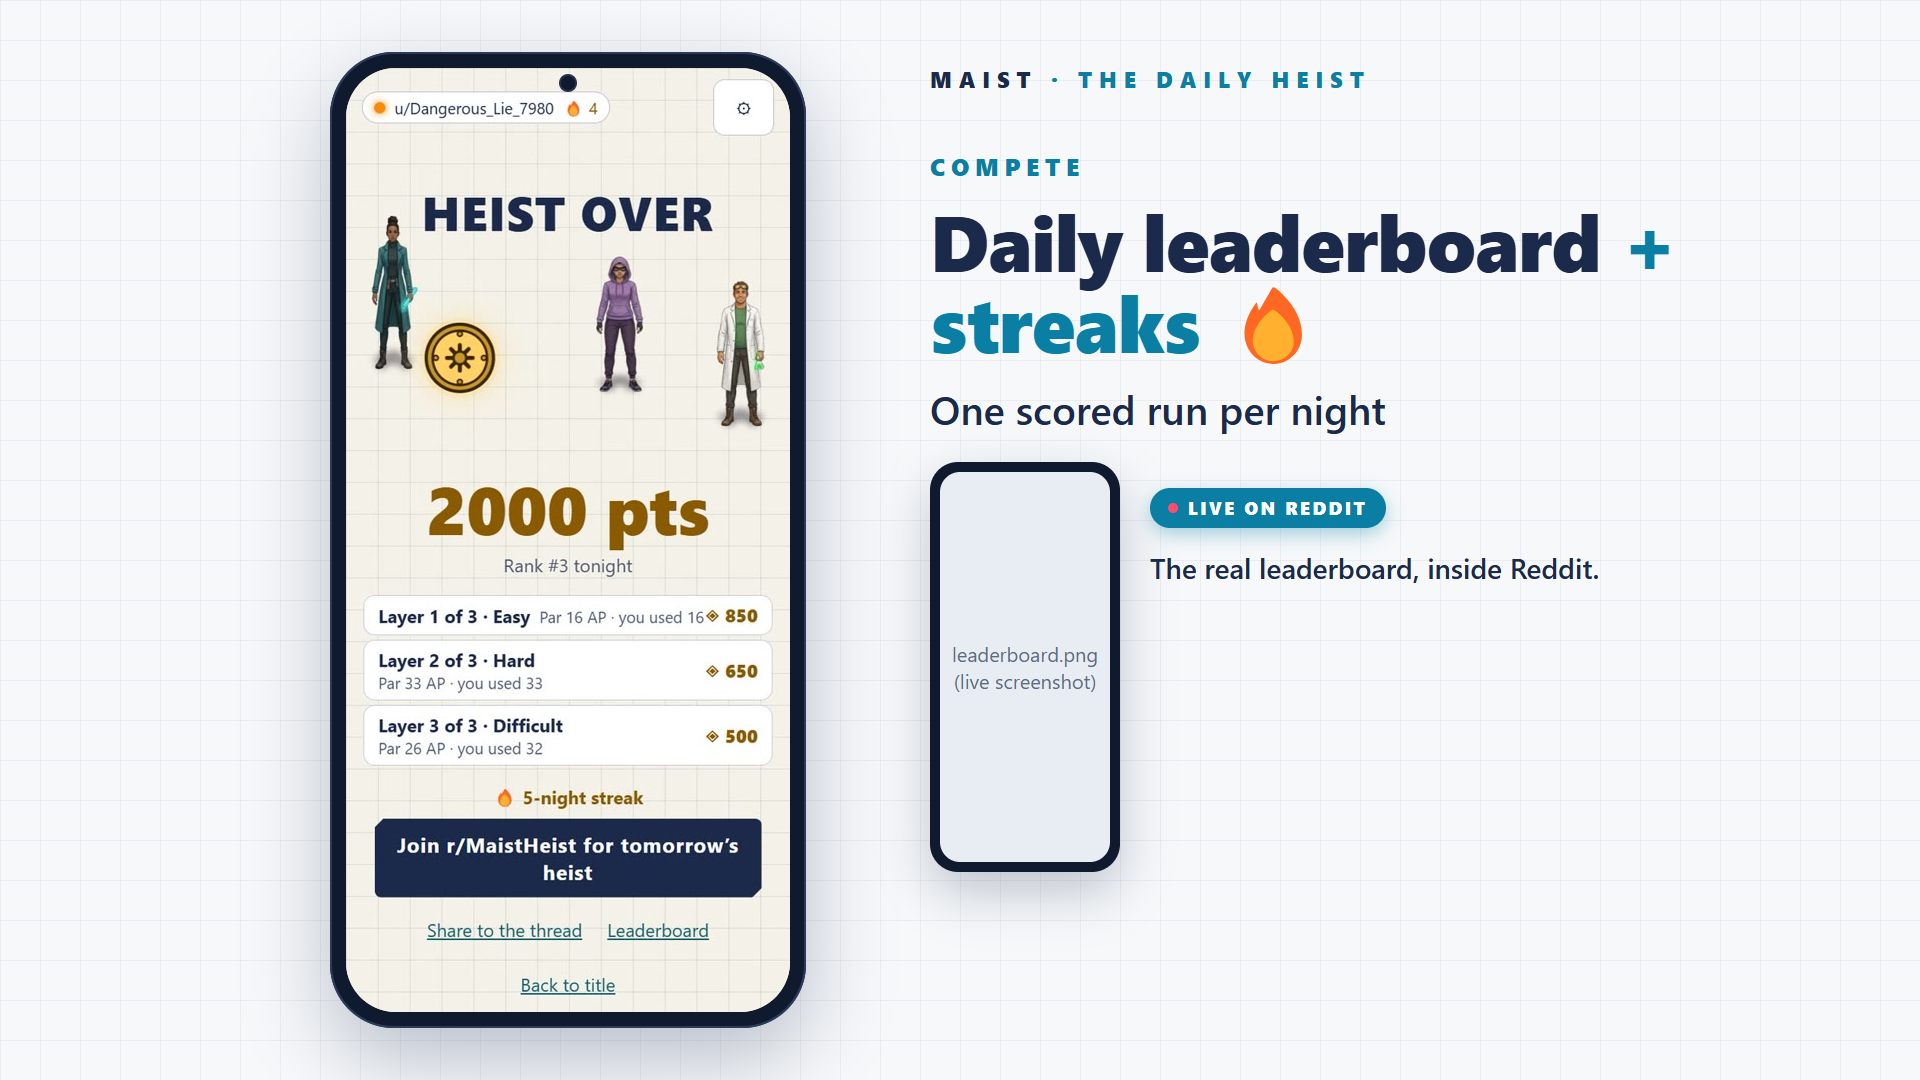 u/Dangerous_Lie_7980 🔥 4
HEIST OVER
2000 pts
Rank #3 tonight
Layer 1 of 3 · Easy Par 16 AP · you used 16 850
Layer 2 of 3 · Hard
Par 33 AP · you used 33
650
Layer 3 of 3 · Difficult
Par 26 AP · you used 32
500
🔥 5-night streak
Join r/MaistHeist for tomorrow’s
heist
Share to the thread Leaderboard
Back to title
MAIST · THE DAILY HEIST
COMPETE
Daily leaderboard +
streaks 🔥
One scored run per night
leaderboard.png
(live screenshot)
LIVE ON REDDIT
The real leaderboard, inside Reddit.